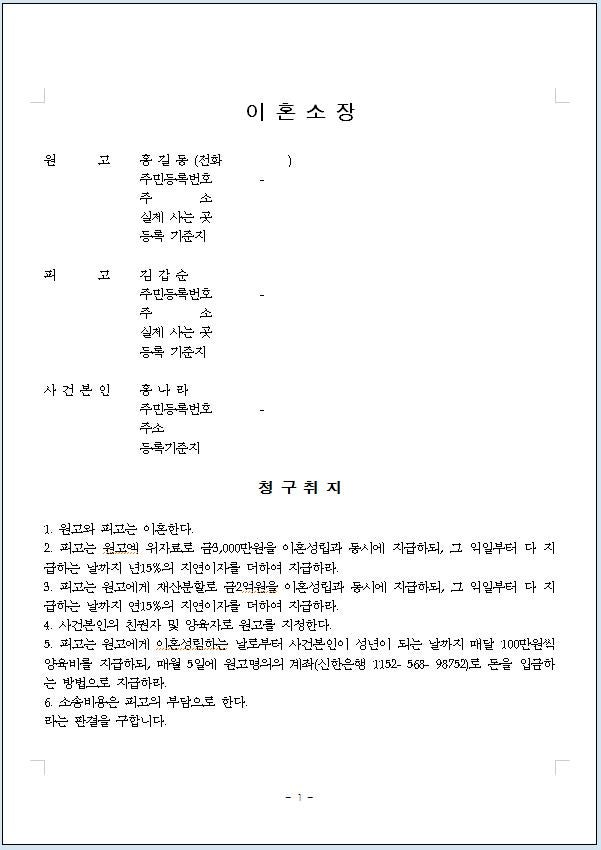 이 혼 소 장
원 고 홍 길 동 (전화 )
주민등록번호 -
주 소
실제 사는 곳
등록 기준지
피 고 김 갑 순
주민등록번호 -
주 소
실제 사는 곳
등록 기준지
사 건 본 인 홍 나 라
주민등록번호 -
주소
등록기준지
청 구 취 지
1. 원고와 피고는 이혼한다.
2. 피고는 원고액 위자료로 금3,000만원을 이혼성립과 동시에 지급하되, 그 익일부터 다 지
급하는 날까지 년15%의 지연이자를 더하여 지급하라.
3. 피고는 원고에게 재산분할로 금2억원을 이혼성립과 동시에 지급하되, 그 익일부터 다 지
급하는 날까지 연15%의 지연이자를 더하여 지급하라.
4. 사건본인의 친권자 및 양육자로 원고를 지정한다.
5. 피고는 원고에게 이혼성립하는 날로부터 사건본인이 성년이 되는 날까지 매달 100만원씩
양육비를 지급하되, 매월 5일에 원고명의의 계좌(신한은행 1152- 568- 98752)로 돈을 입금하
는 방법으로 지급하라.
6. 소송비용은 피고의 부담으로 한다.
라는 판결을 구합니다.
- 1 -